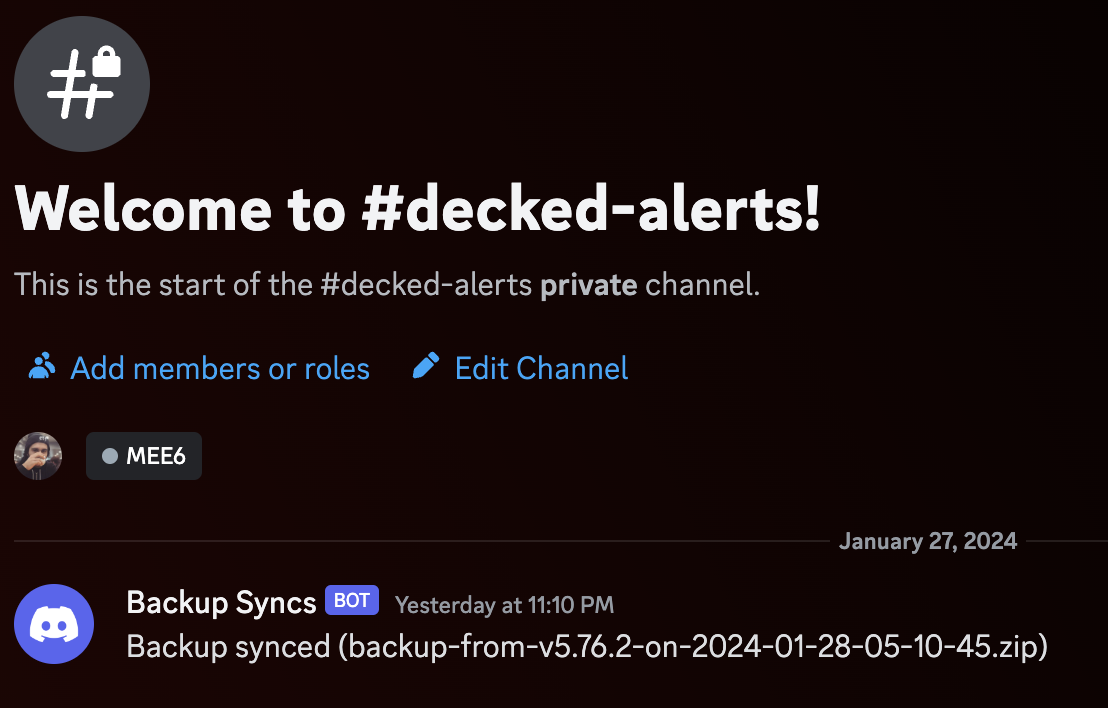 Welcome to #decked-alerts!
This is the start of the #decked-alerts private channel.
Add members or roles Edit Channel
MEE6
January 27, 2024
Backup Syncs BOT Yesterday at 11:10 PM
Backup synced (backup-from-v5.76.2-on-2024-01-28-05-10-45.zip)